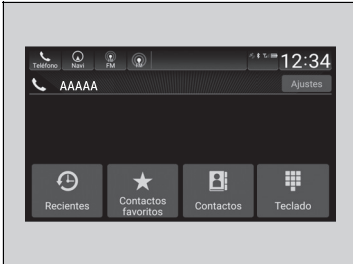 Teléfono Navi FM
12:34
AAAAA
Ajustes
Recientes
Contactos
favoritos
Contactos
Teclado